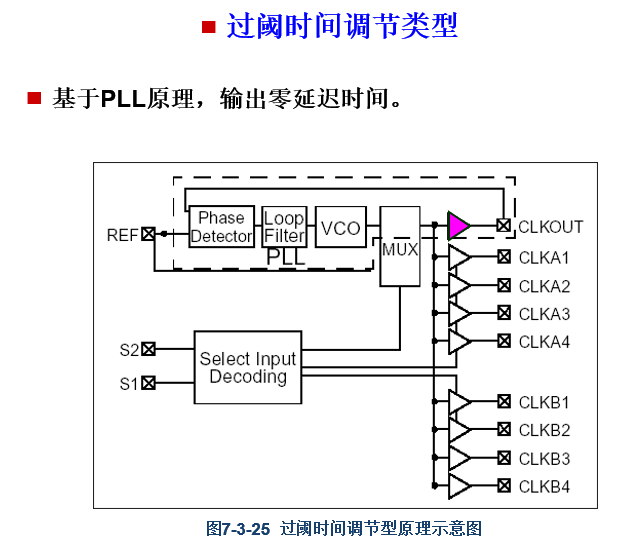 过阈时间调节类型
基于PLL原理，输出零延迟时间。
Phase
Detector
Loop
Filter
VCO
PLL
MUX
REF
CLKOUT
CLKA1
CLKA2
CLKA3
CLKA4
S2
S1
Select Input
Decoding
CLKB1
CLKB2
CLKB3
CLKB4
图7-3-25 过阈时间调节型原理示意图